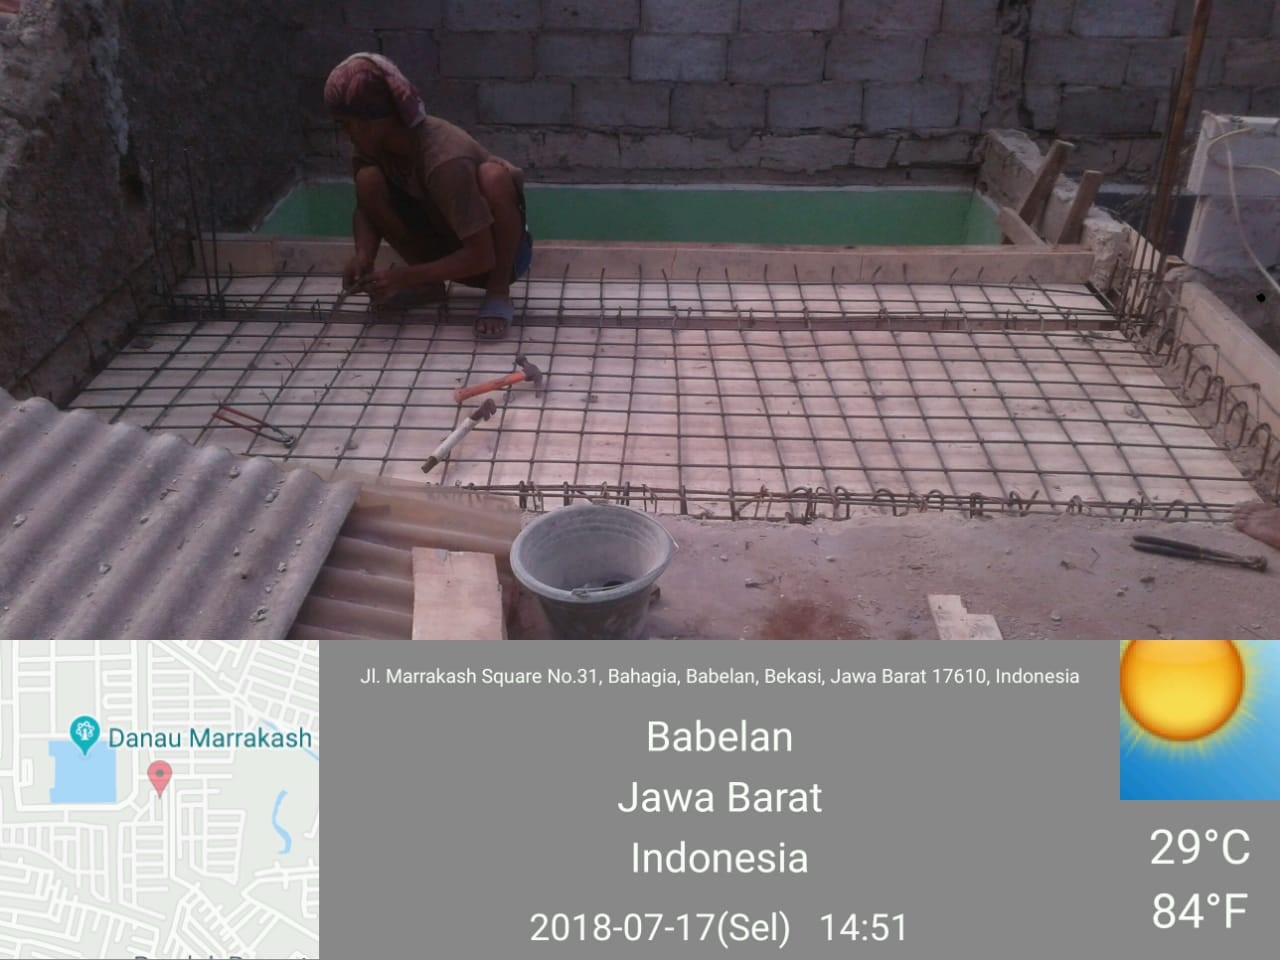 Jl. Marrakash Square No.31, Bahagia, Babelan, Bekasi, Jawa Barat 17610, Indonesia
Danau Marrakash
Babelan
Jawa Barat
Indonesia
2018-07-17(Sel) 14:51
29°C
84°F